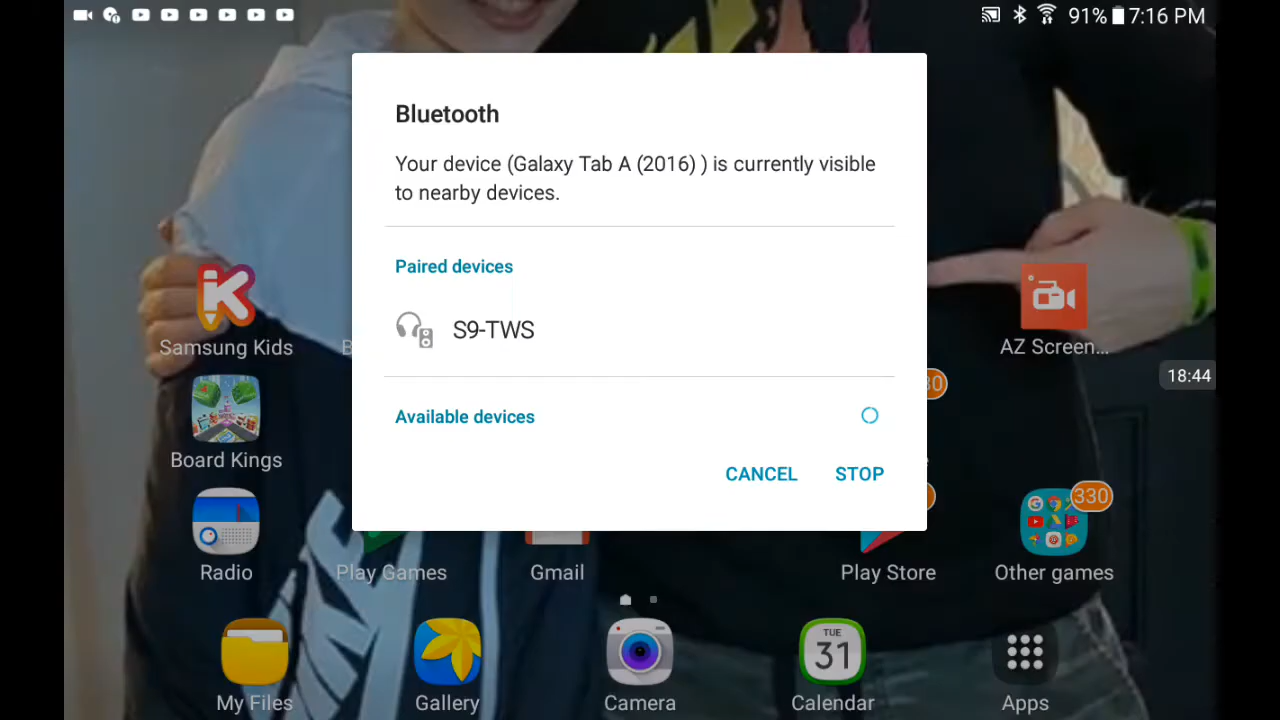 91% 7:16 PM
Bluetooth
Your device (Galaxy Tab A (2016) ) is currently visible
to nearby devices.
Paired devices
S9-TWS
Available devices
CANCEL STOP
Samsung Kids
B
AZ Screen...
18:44
30
Board Kings
e
330
Radio
Play Games
Gmail
Play Store
Other games
TUE
31
My Files
Gallery
Camera
Calendar
Apps